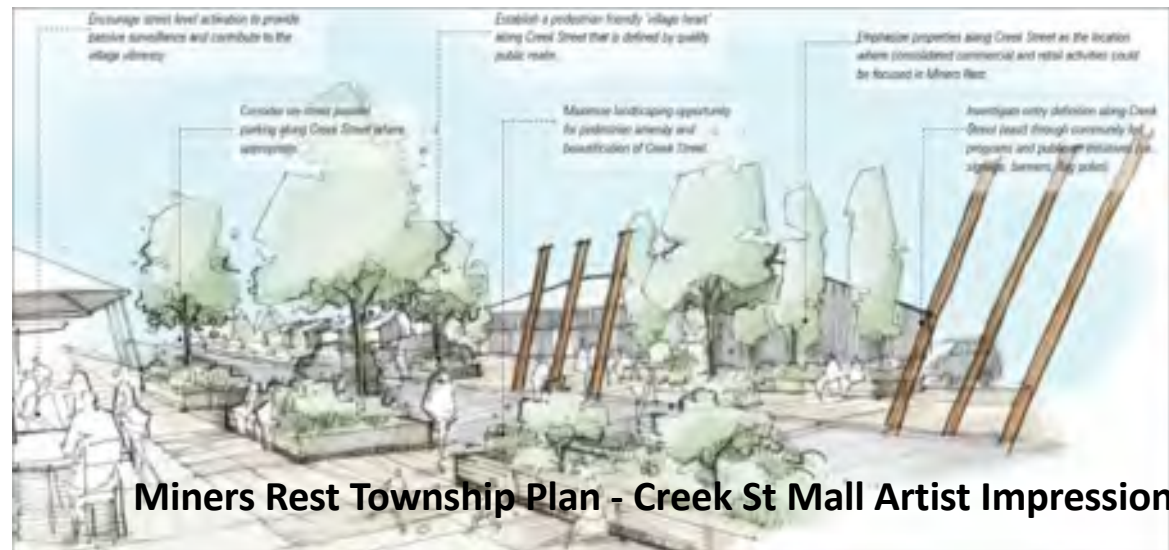 Encourage street level activation to provide
passive surveillance and contribute to the
village vibrancy
Establish a pedestrian friendly 'village heart'
along Creek Street that is defined by quality
public realm.
Emphasize properties along Creek Street as the location
where consolidated commercial and retail activities could
be focused in Miners Rest.
Consider on-street parallel
parking along Creek Street where
appropriate.
Maximise landscaping opportunity
for pedestrian amenity and
beautification of Creek Street.
Investigate entry definition along Creek
Street (east) through community led
programs and public art initiatives
signage, banners, flag poles).
Miners Rest Township Plan - Creek St Mall Artist Impression